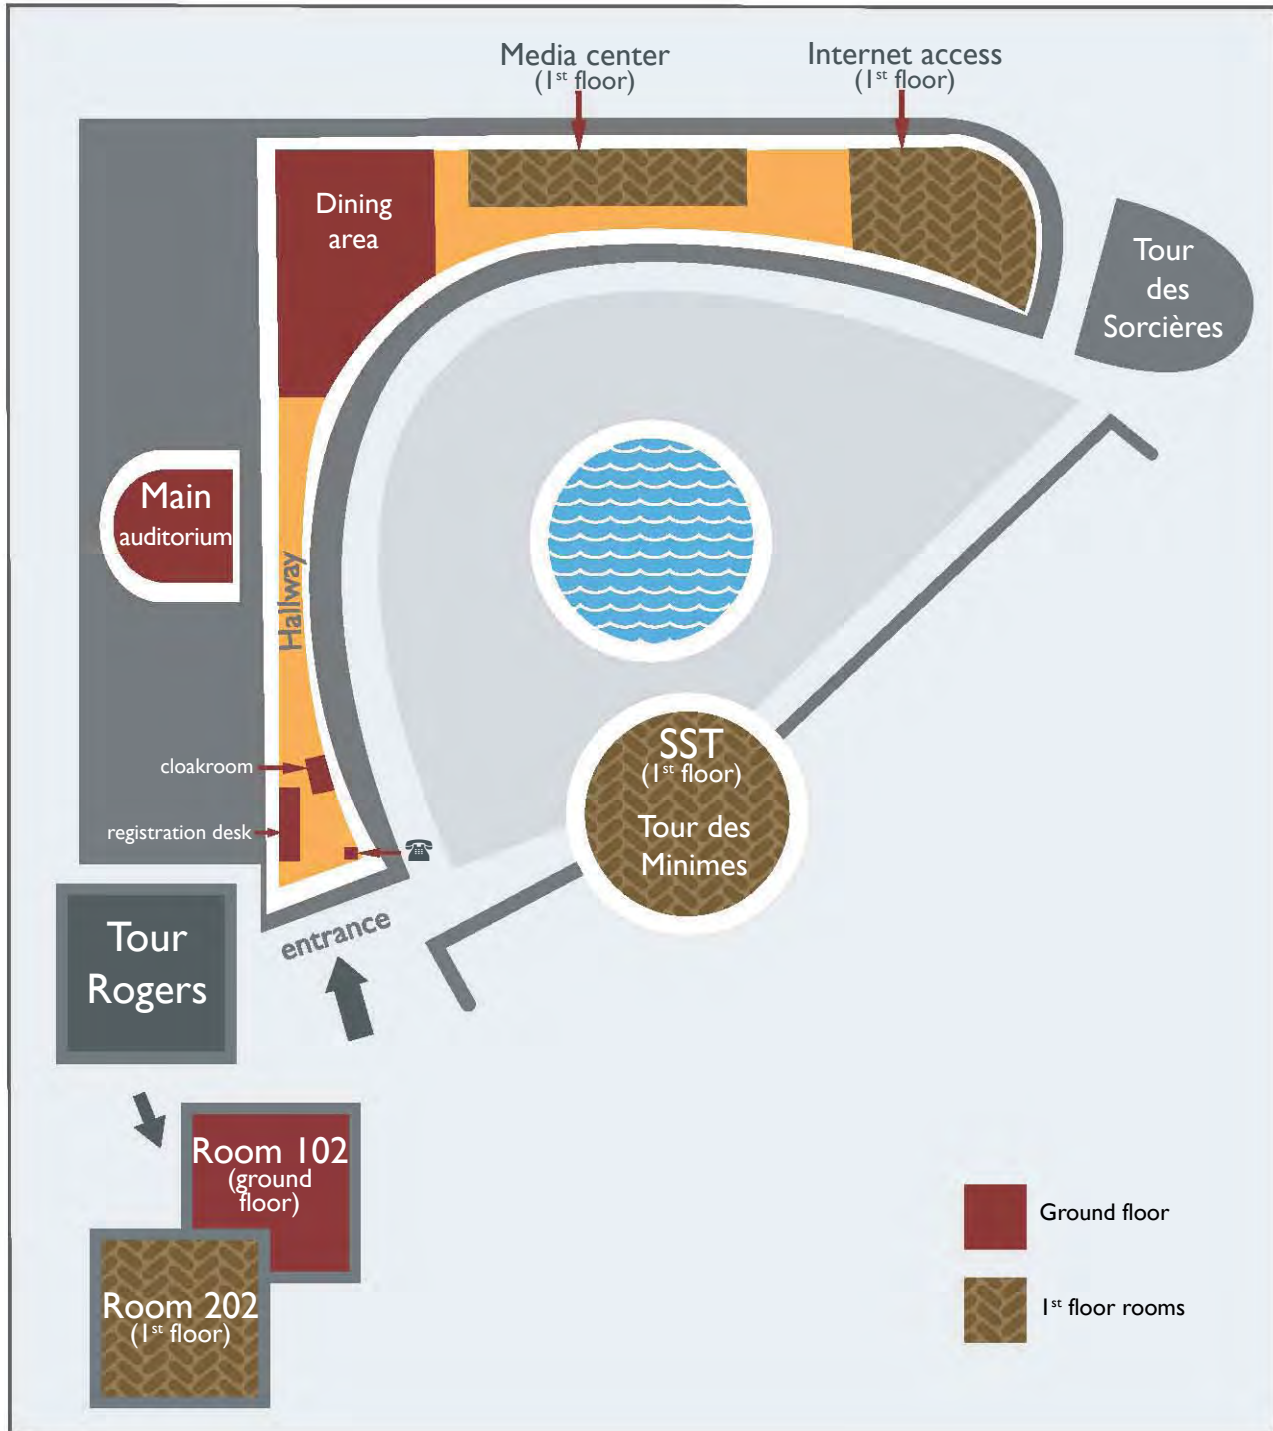 Media center
(1st floor)
Internet access
(1st floor)
Dining
area
Tour
des
Sorcières
Main
auditorium
Hallway
cloakroom
registration desk
SST
(1st floor)
Tour des
Minimes
entrance
Tour
Rogers
Room 102
(ground
floor)
Room 202
(1st floor)
Ground floor
1st floor rooms